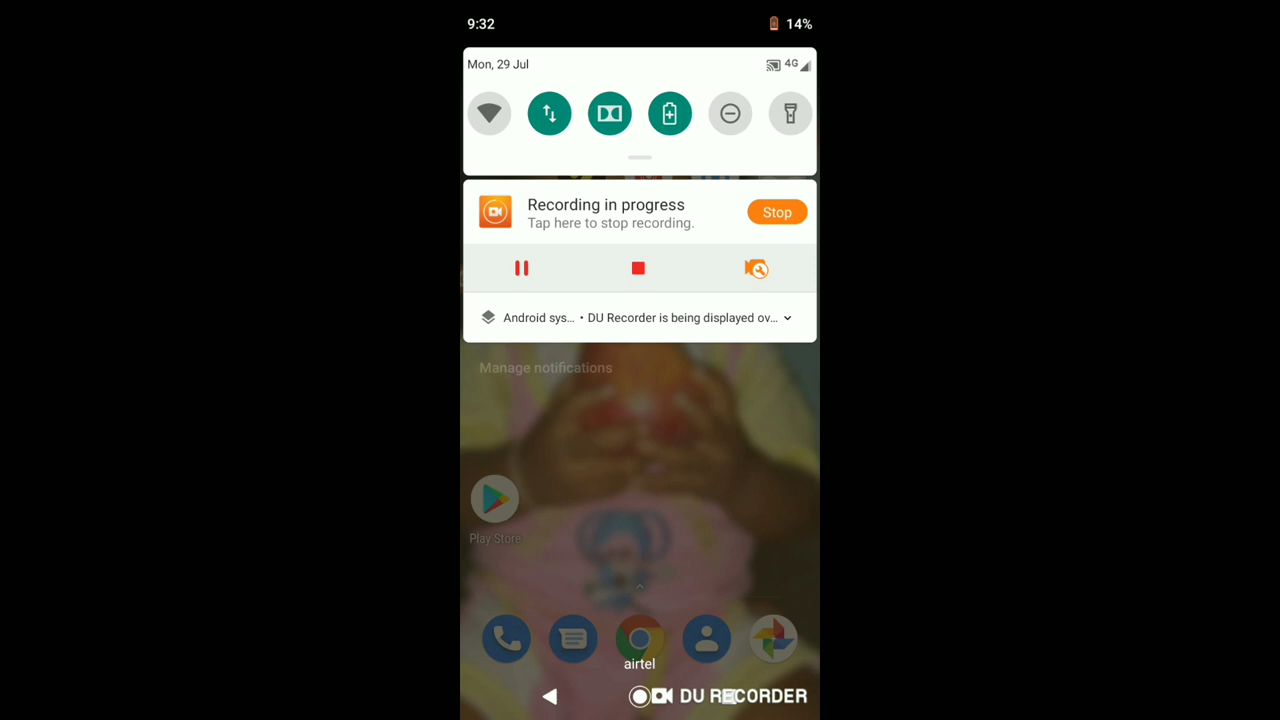 9:32
14%
Mon, 29 Jul
4G
Recording in progress
Tap here to stop recording.
Stop
Android sys... • DU Recorder is being displayed ov...
Manage notifications
Play Store
airtel
DU RECORDER